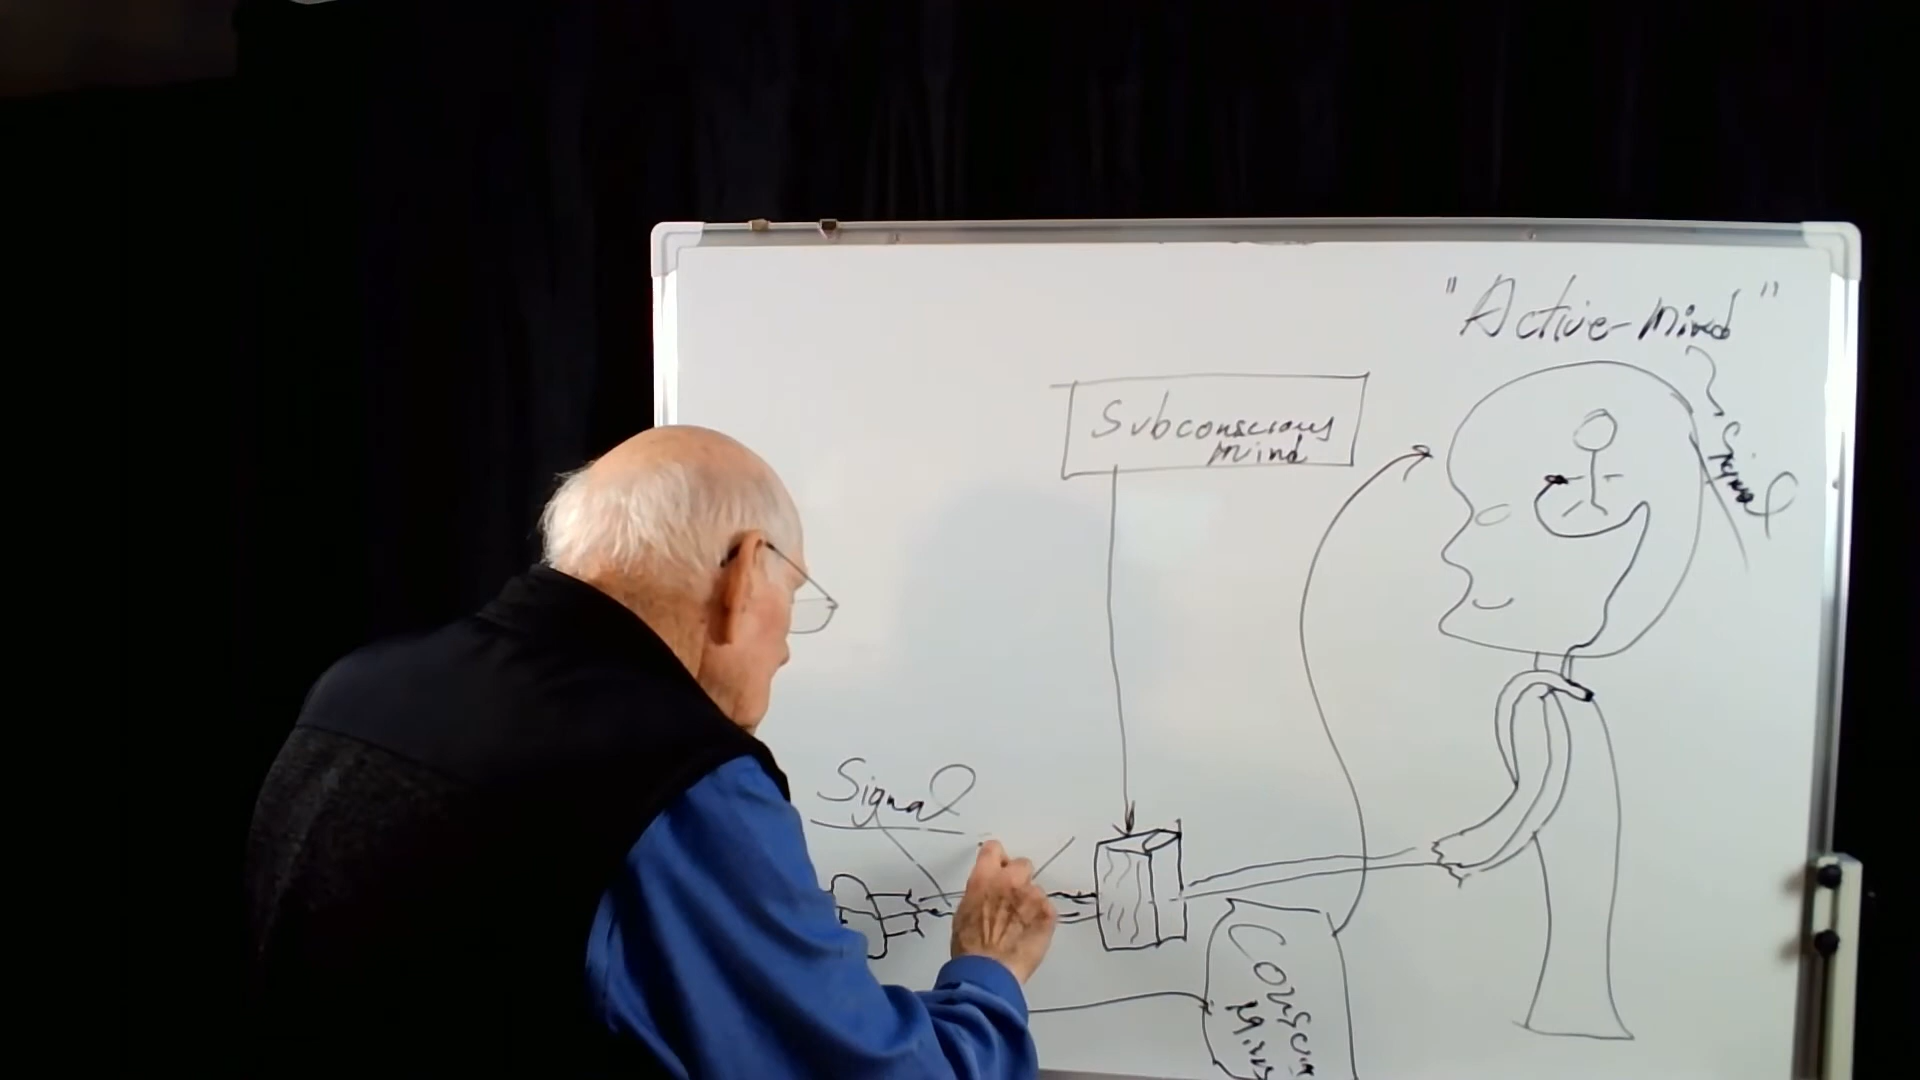 "Active-Mind"
Subconscious
Mind
Signal
Signal